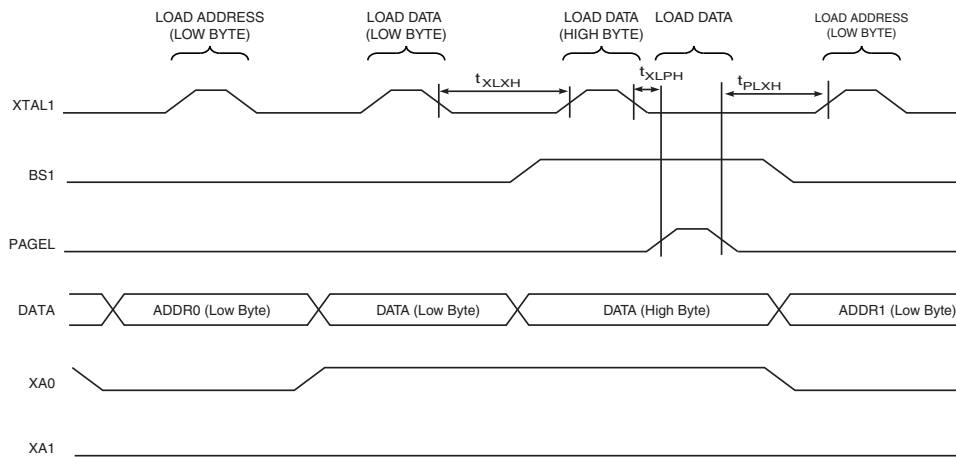 LOAD ADDRESS
(LOW BYTE)
LOAD DATA
(LOW BYTE)
LOAD DATA
(HIGH BYTE)
LOAD DATA
LOAD ADDRESS
(LOW BYTE)
tXLXH
tXLPH
tPLXH
XTAL1
BS1
PAGEL
DATA
ADDR0 (Low Byte)
DATA (Low Byte)
DATA (High Byte)
ADDR1 (Low Byte)
XA0
XA1